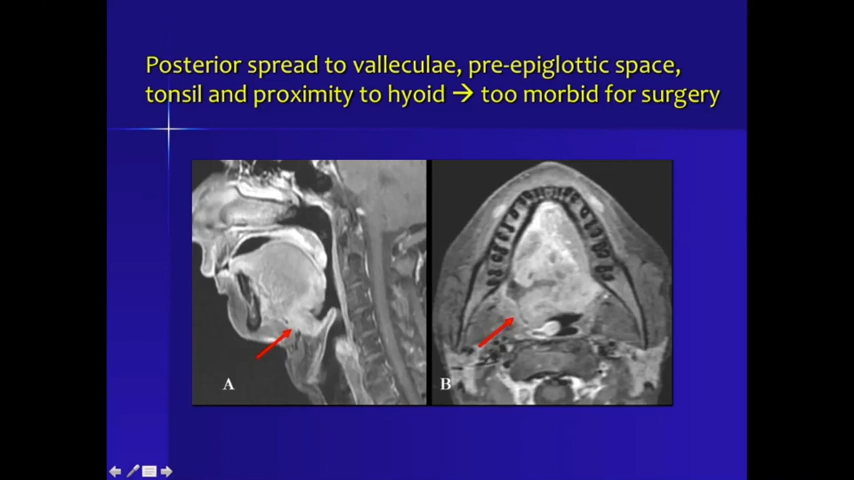 Posterior spread to valleculae, pre-epiglottic space,
tonsil and proximity to hyoid → too morbid for surgery
A
B